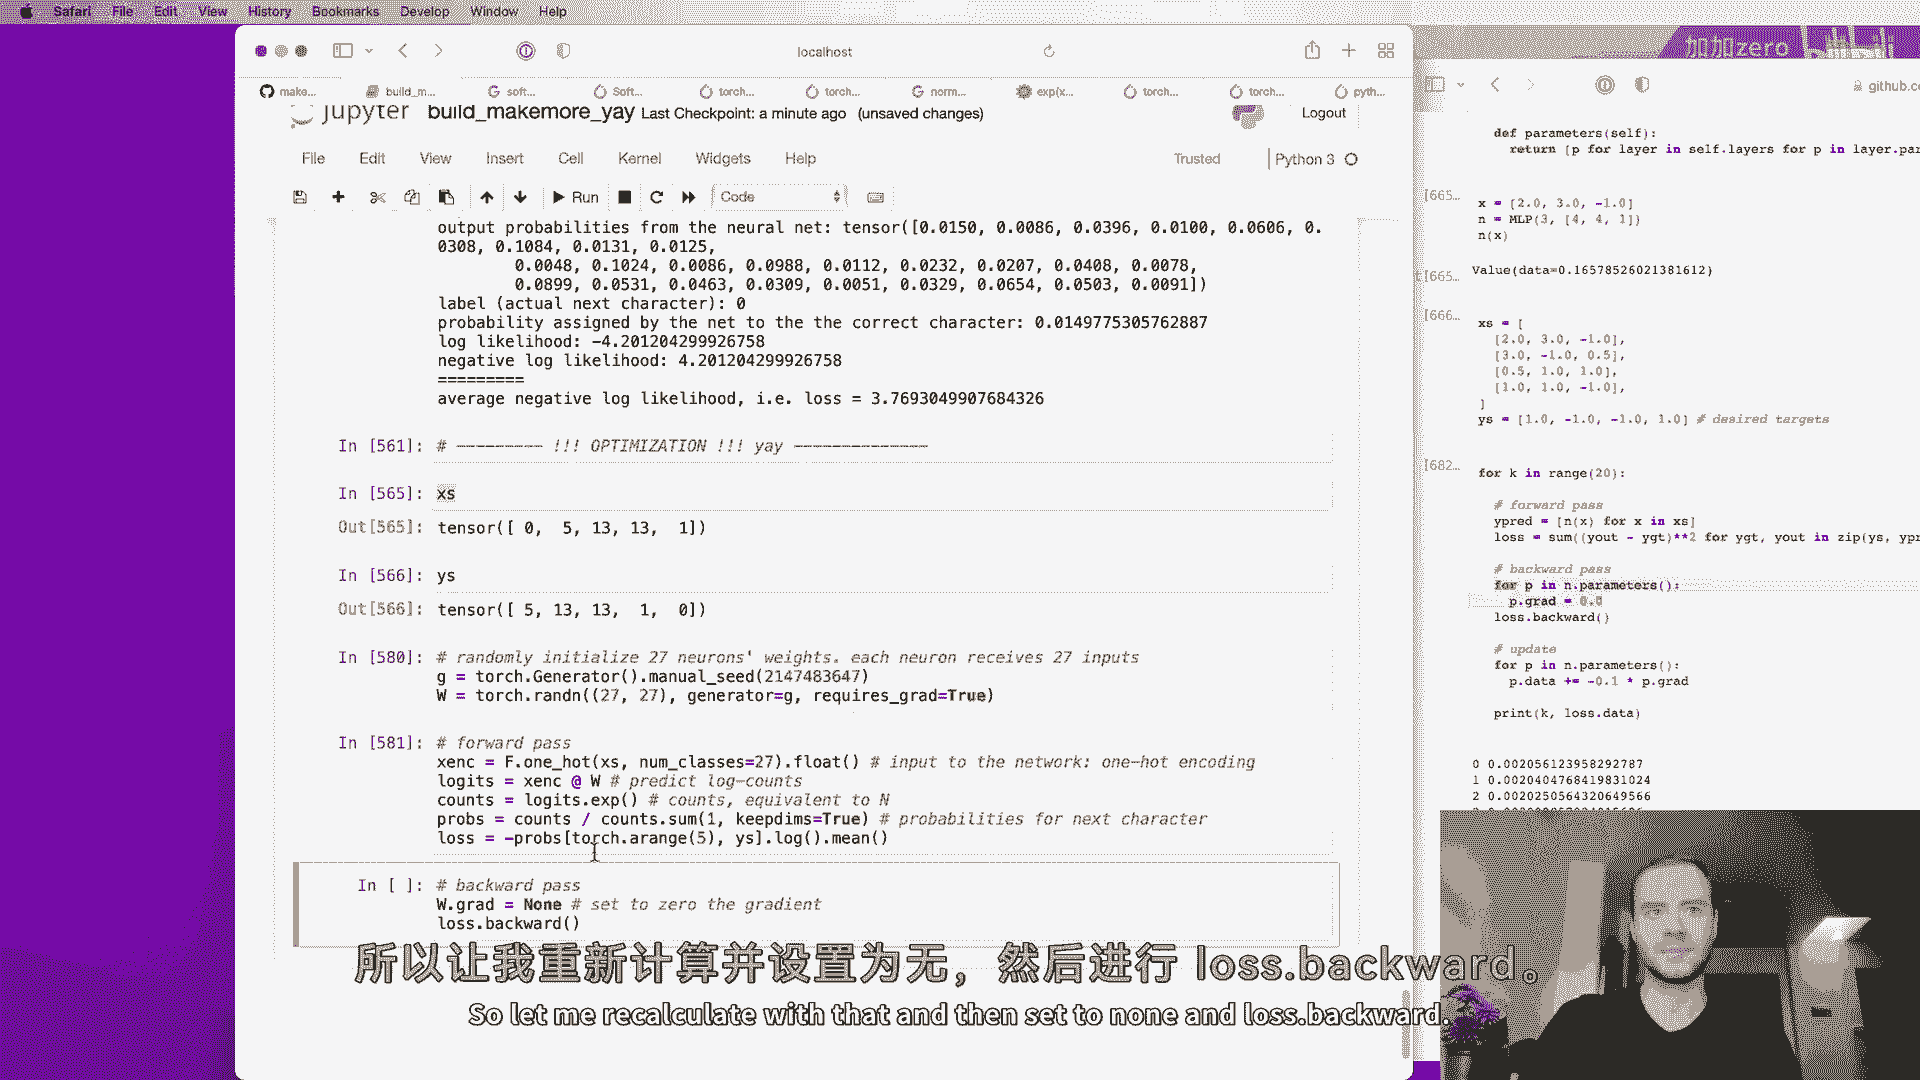 Safari File Edit View History Bookmarks Develop Window Help
localhost
加加zero bilibili
make... build_m... soft... Soft... torch... torch... norm... exp(x... torch... torch... pyth...
github.co
jupyter build_makemore_yay Last Checkpoint: a minute ago (unsaved changes)
Logout
File Edit View Insert Cell Kernel Widgets Help
Trusted
Python 3
Run
Code
output probabilities from the neural net: tensor([0.0150, 0.0086, 0.0396, 0.0100, 0.0606, 0.
0308, 0.1084, 0.0131, 0.0125,
0.0048, 0.1024, 0.0086, 0.0988, 0.0112, 0.0232, 0.0207, 0.0408, 0.0078,
0.0899, 0.0531, 0.0463, 0.0309, 0.0051, 0.0329, 0.0654, 0.0503, 0.0091])
label (actual next character): 0
probability assigned by the net to the the correct character: 0.0149775305762887
log likelihood: -4.201204299926758
negative log likelihood: 4.201204299926758
=========
average negative log likelihood, i.e. loss = 3.7693049907684326
In [561]: # --------- !!! OPTIMIZATION !!! yay --------------
In [565]: xs
Out[565]: tensor([ 0, 5, 13, 13, 1])
In [566]: ys
Out[566]: tensor([ 5, 13, 13, 1, 0])
In [580]: # randomly initialize 27 neurons' weights. each neuron receives 27 inputs
g = torch.Generator().manual_seed(2147483647)
W = torch.randn((27, 27), generator=g, requires_grad=True)
In [581]: # forward pass
xenc = F.one_hot(xs, num_classes=27).float() # input to the network: one-hot encoding
logits = xenc @ W # predict log-counts
counts = logits.exp() # counts, equivalent to N
probs = counts / counts.sum(1, keepdims=True) # probabilities for next character
loss = -probs[torch.arange(5), ys].log().mean()
In [ ]: # backward pass
W.grad = None # set to zero the gradient
loss.backward()
def parameters(self):
return [p for layer in self.layers for p in layer.par
[665...
x = [2.0, 3.0, -1.0]
n = MLP(3, [4, 4, 1])
n(x)
t[665...
Value(data=0.16578526021381612)
[666...
xs = [
[2.0, 3.0, -1.0],
[3.0, -1.0, 0.5],
[0.5, 1.0, 1.0],
[1.0, 1.0, -1.0],
]
ys = [1.0, -1.0, -1.0, 1.0] # desired targets
[682...
for k in range(20):
# forward pass
ypred = [n(x) for x in xs]
loss = sum((yout - ygt)**2 for ygt, yout in zip(ys, ypr
# backward pass
for p in n.parameters():
p.grad = 0.0
loss.backward()
# update
for p in n.parameters():
p.data += -0.1 * p.grad
print(k, loss.data)
0 0.002056123958292787
1 0.0020404768419831024
2 0.0020250564320649566
所以让我重新计算并设置为无，然后进行 loss.backward。
So let me recalculate with that and then set to none and loss.backward.